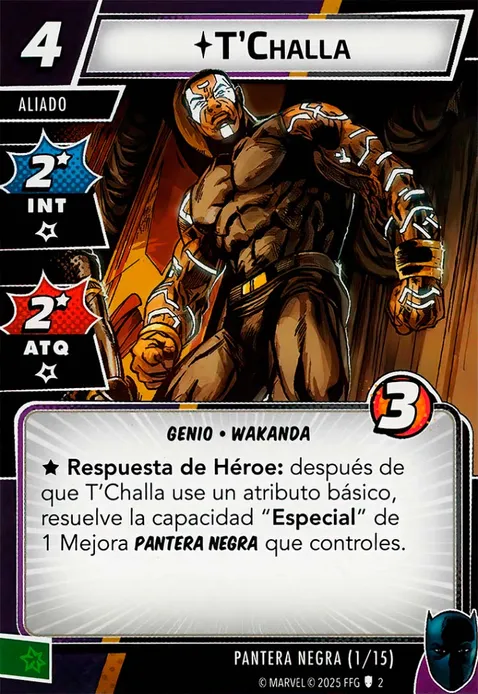 4
T'CHALLA
ALIADO
2
INT
2
ATQ
3
GENIO • WAKANDA
★ Respuesta de Héroe: después de
que T'Challa use un atributo básico,
resuelve la capacidad “Especial” de
1 Mejora PANTERA NEGRA que controles.
PANTERA NEGRA (1/15)
© MARVEL © 2025 FFG 2